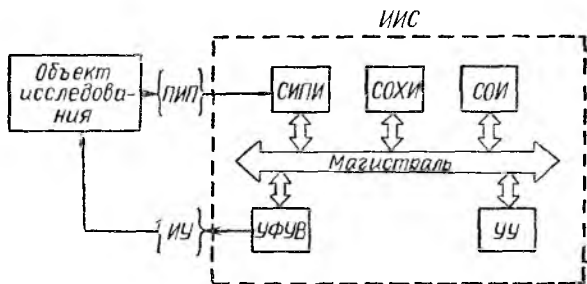 ИИС
Объект
исследова-
ния
ПИП
СИПИ
СОХИ
СОИ
Магистраль
ИУ
УФУВ
УУ